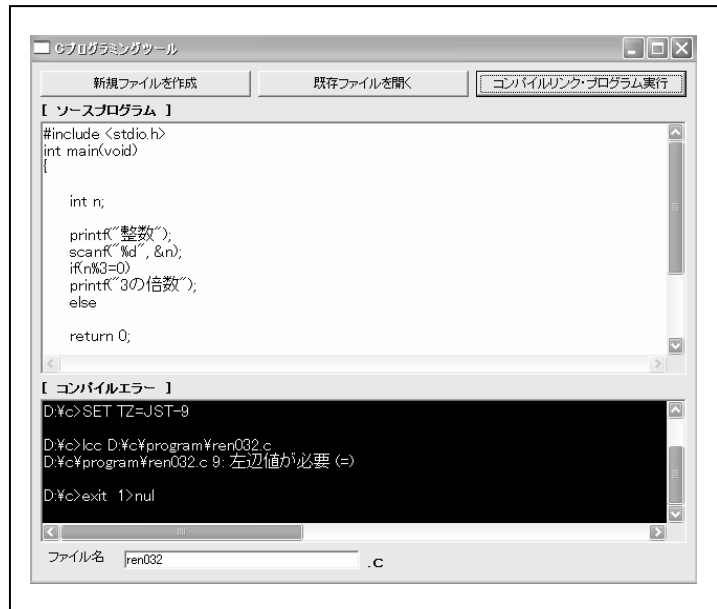 Cプログラミングツール
新規ファイルを作成 既存ファイルを開く コンパイルリンク・プログラム実行
[ ソースプログラム ]
#include <stdio.h>
int main(void)
{
int n;
printf("整数");
scanf("%d", &n);
if(n%3=0)
printf("3の倍数");
else
return 0;
[ コンパイルエラー ]
D:¥c>SET TZ=JST-9
D:¥c>lcc D:¥c¥program¥ren032.c
D:¥c¥program¥ren032.c 9: 左辺値が必要 (=)
D:¥c>exit 1>nul
ファイル名 ren032 .C